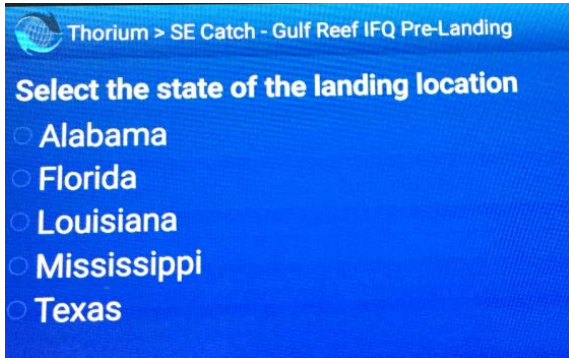 Thorium > SE Catch - Gulf Reef IFQ Pre-Landing
Select the state of the landing location
Alabama
Florida
Louisiana
Mississippi
Texas